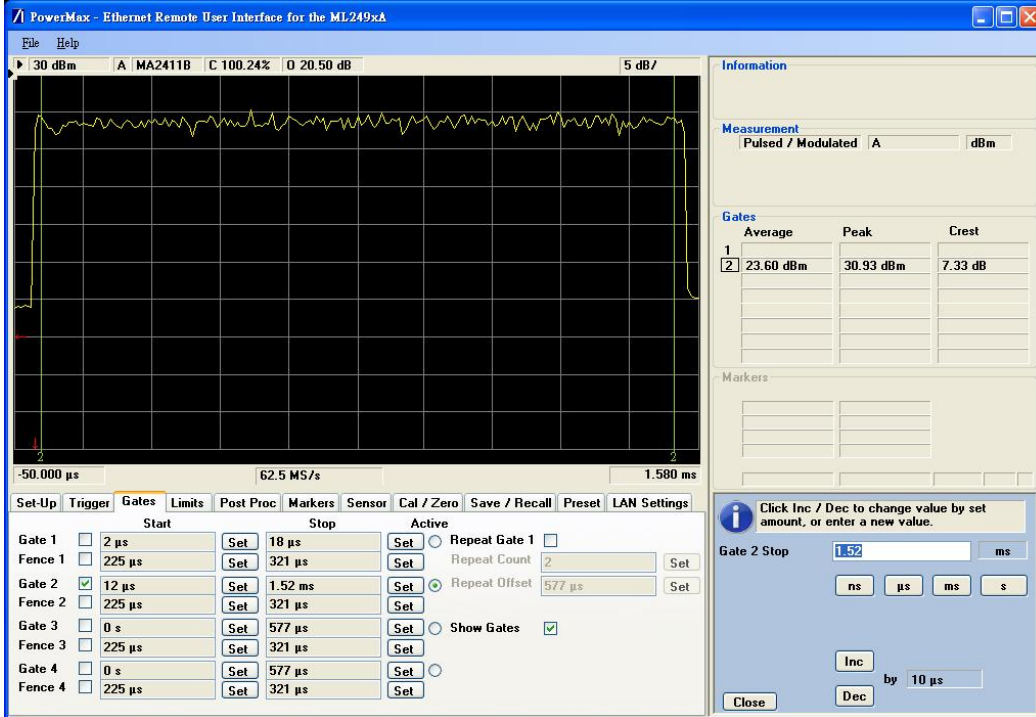 PowerMax - Ethernet Remote User Interface for the ML249xA
File Help
30 dBm A MA2411B C 100.24% O 20.50 dB 5 dB/
2 2
-50.000 µs 62.5 MS/s 1.580 ms
Information
Measurement
Pulsed / Modulated A dBm
Gates
Average Peak Crest
1
2 23.60 dBm 30.93 dBm 7.33 dB
Markers
Set-Up Trigger Gates Limits Post Proc Markers Sensor Cal / Zero Save / Recall Preset LAN Settings
Start Stop Active
Gate 1 2 µs Set 18 µs Set Repeat Gate 1
Fence 1 225 µs Set 321 µs Set Repeat Count 2 Set
Gate 2 12 µs Set 1.52 ms Set Repeat Offset 577 µs Set
Fence 2 225 µs Set 321 µs Set
Gate 3 0 s Set 577 µs Set Show Gates
Fence 3 225 µs Set 321 µs Set
Gate 4 0 s Set 577 µs Set
Fence 4 225 µs Set 321 µs Set
Click Inc / Dec to change value by set
amount, or enter a new value.
Gate 2 Stop 1.52 ms
ns µs ms s
Inc
by 10 µs
Dec
Close